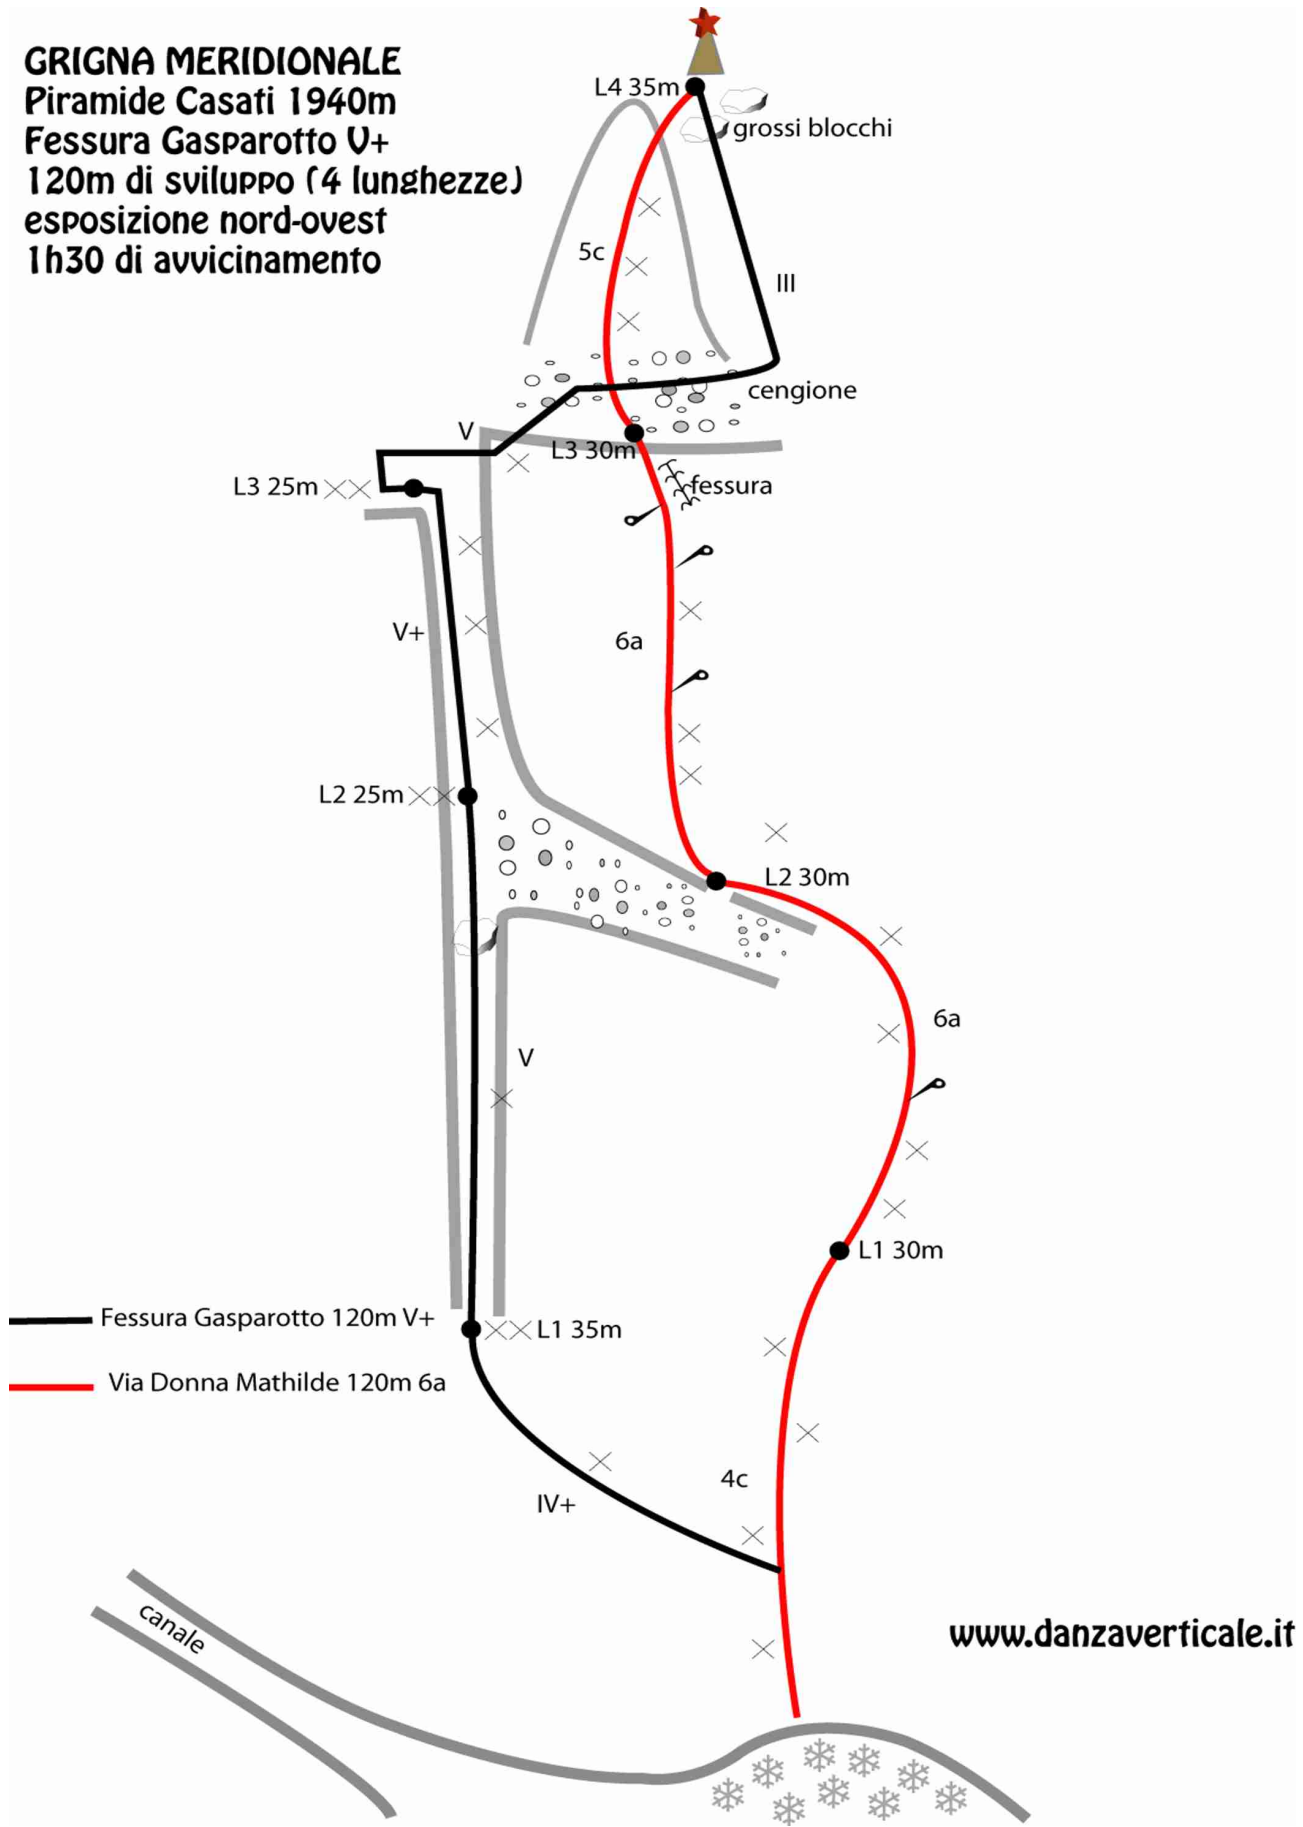 GRIGNA MERIDIONALE
Piramide Casati 1940m
Fessura Gasparotto V+
120m di sviluppo (4 lunghezze)
esposizione nord-ovest
1h30 di avvicinamento
L4 35m
grossi blocchi
5c
III
cengione
V
L3 30m
L3 25m
fessura
V+
6a
L2 25m
L2 30m
6a
V
L1 30m
Fessura Gasparotto 120m V+
L1 35m
Via Donna Mathilde 120m 6a
4c
IV+
canale
www.danzaverticale.it